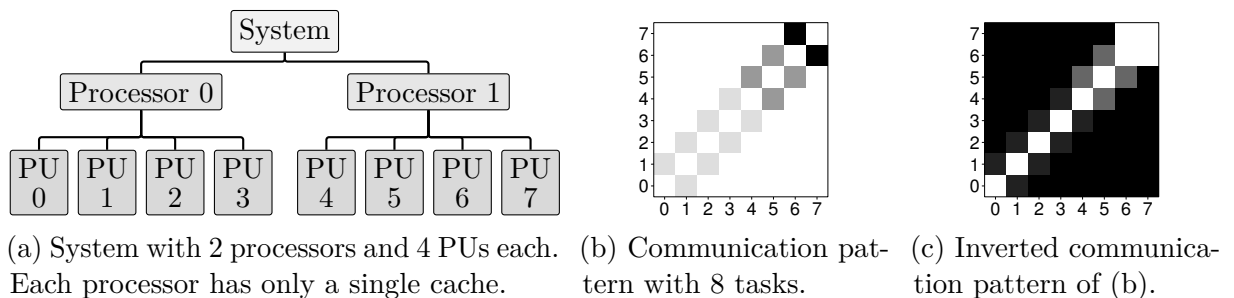 System
Processor 0
Processor 1
PU 0
PU 1
PU 2
PU 3
PU 4
PU 5
PU 6
PU 7
(a) System with 2 processors and 4 PUs each.
Each processor has only a single cache.
7
6
5
4
3
2
1
0
0 1 2 3 4 5 6 7
(b) Communication pat-
tern with 8 tasks.
7
6
5
4
3
2
1
0
0 1 2 3 4 5 6 7
(c) Inverted communica-
tion pattern of (b).